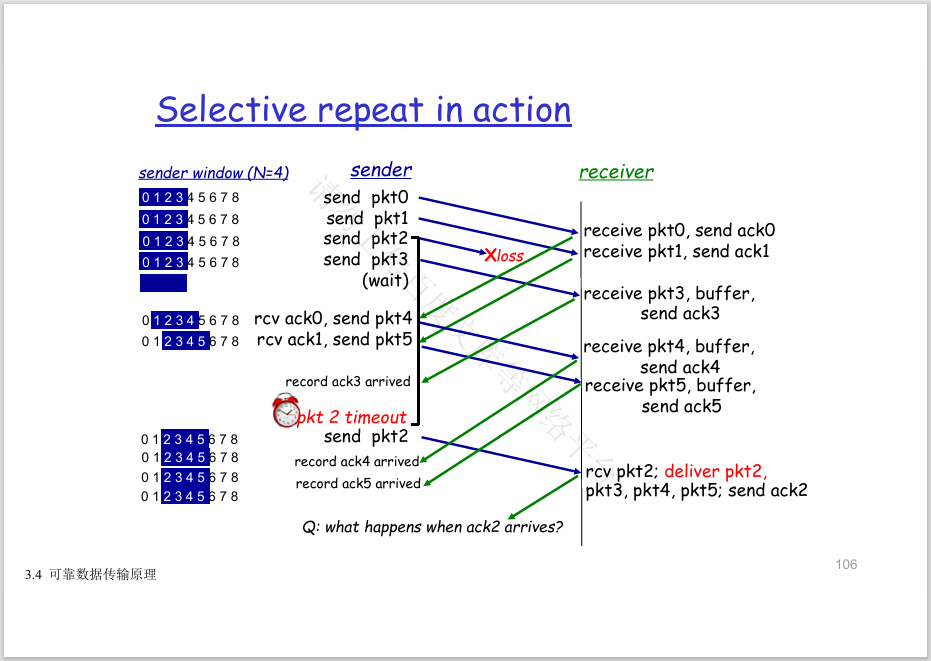 Selective repeat in action
sender window (N=4)
sender
receiver
0 1 2 3 4 5 6 7 8
send pkt0
0 1 2 3 4 5 6 7 8
send pkt1
0 1 2 3 4 5 6 7 8
send pkt2
0 1 2 3 4 5 6 7 8
send pkt3
(wait)
Xloss
receive pkt0, send ack0
receive pkt1, send ack1
receive pkt3, buffer,
send ack3
0 1 2 3 4 5 6 7 8
rcv ack0, send pkt4
0 1 2 3 4 5 6 7 8
rcv ack1, send pkt5
receive pkt4, buffer,
send ack4
receive pkt5, buffer,
send ack5
record ack3 arrived
pkt 2 timeout
0 1 2 3 4 5 6 7 8
send pkt2
0 1 2 3 4 5 6 7 8
record ack4 arrived
0 1 2 3 4 5 6 7 8
record ack5 arrived
0 1 2 3 4 5 6 7 8
rcv pkt2; deliver pkt2,
pkt3, pkt4, pkt5; send ack2
Q: what happens when ack2 arrives?
3.4 可靠数据传输原理
106